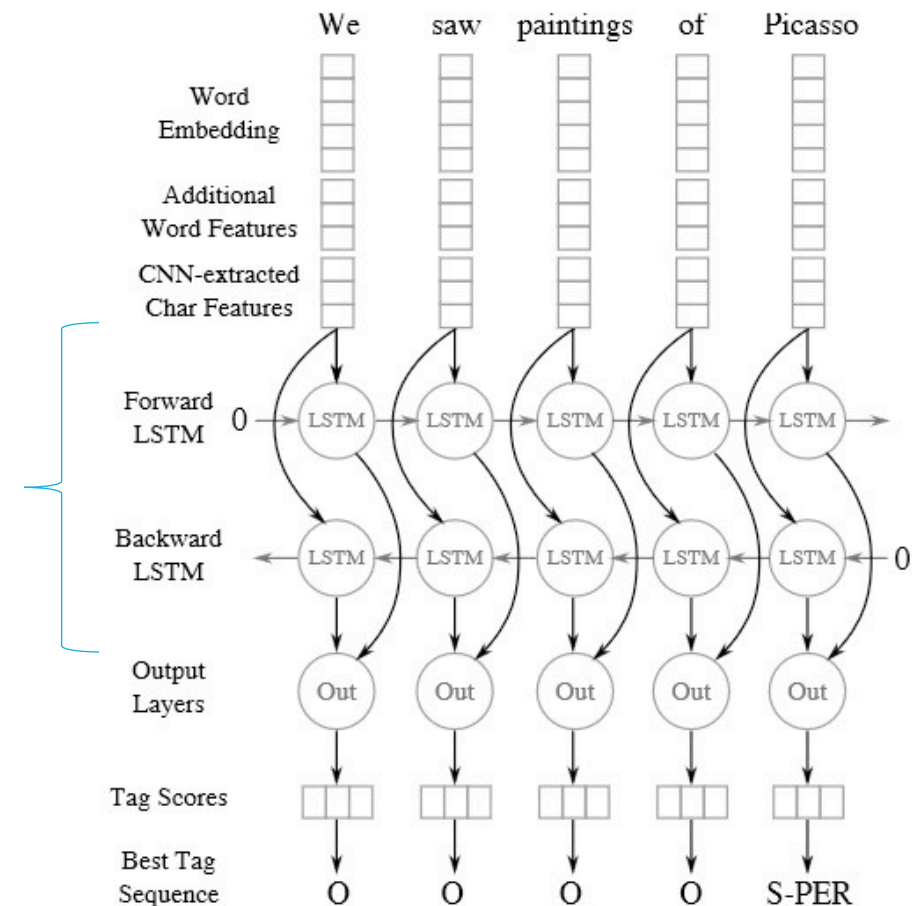 We saw paintings of Picasso
Word
Embedding
Additional
Word Features
CNN-extracted
Char Features
Forward
LSTM
0 LSTM LSTM LSTM LSTM LSTM
Backward
LSTM
LSTM LSTM LSTM LSTM LSTM 0
Output
Layers
Out Out Out Out Out
Tag Scores
Best Tag
Sequence
O O O O S-PER